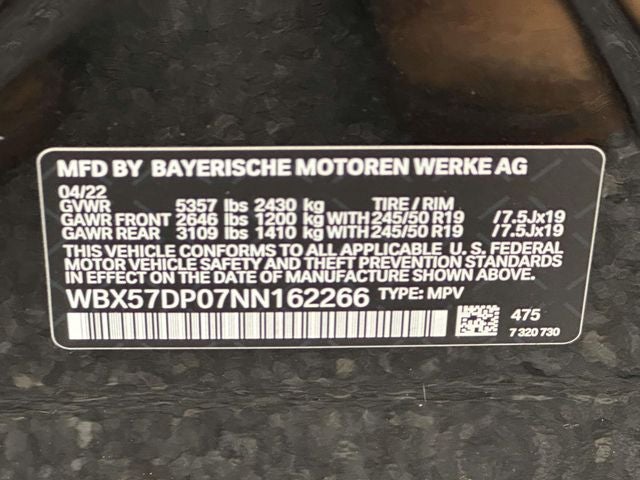 MFD BY BAYERISCHE MOTOREN WERKE AG
04/22
GVWR 5357 lbs 2430 kg TIRE / RIM
GAWR FRONT 2646 lbs 1200 kg WITH 245/50 R19 /7.5Jx19
GAWR REAR 3109 lbs 1410 kg WITH 245/50 R19 /7.5Jx19
THIS VEHICLE CONFORMS TO ALL APPLICABLE U. S. FEDERAL
MOTOR VEHICLE SAFETY AND THEFT PREVENTION STANDARDS
IN EFFECT ON THE DATE OF MANUFACTURE SHOWN ABOVE.
WBX57DP07NN162266 TYPE: MPV
475
7 320 730